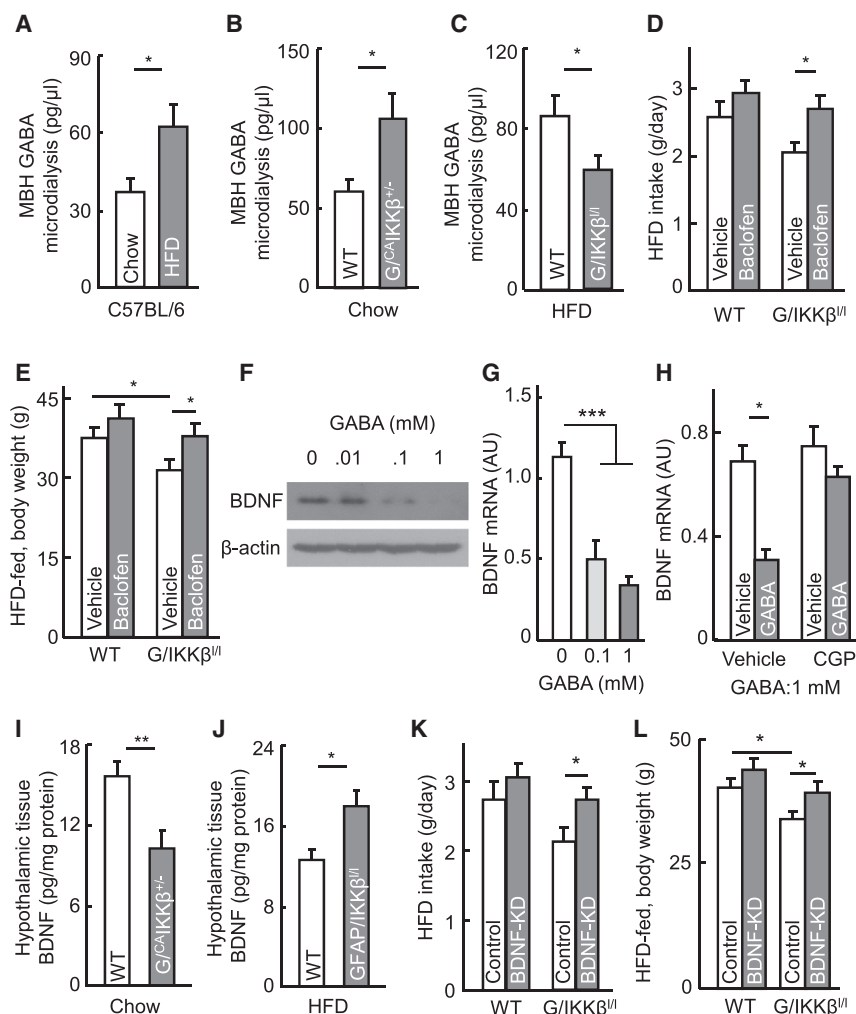 A
MBH GABA
microdialysis (pg/µl)
90
60
30
0
*
Chow
HFD
C57BL/6
B
MBH GABA
microdialysis (pg/µl)
150
100
50
0
*
WT
G/CAIKKβ+/-
Chow
C
MBH GABA
microdialysis (pg/µl)
120
80
40
0
*
WT
G/IKKβl/l
HFD
D
HFD intake (g/day)
3
2
1
0
*
Vehicle
Baclofen
Vehicle
Baclofen
WT G/IKKβl/l
E
HFD-fed, body weight (g)
45
30
15
0
*
*
Vehicle
Baclofen
Vehicle
Baclofen
WT G/IKKβl/l
F
GABA (mM)
0 .01 .1 1
BDNF
β-actin
G
BDNF mRNA (AU)
1.5
1.0
0.5
0
***
0 0.1 1
GABA (mM)
H
BDNF mRNA (AU)
0.8
0.4
0
*
Vehicle
GABA
Vehicle
GABA
Vehicle CGP
GABA:1 mM
I
Hypothalamic tissue
BDNF (pg/mg protein)
18
12
6
0
**
WT
G/CAIKKβ+/-
Chow
J
Hypothalamic tissue
BDNF (pg/mg protein)
24
16
8
0
*
WT
GFAP/IKKβl/l
HFD
K
HFD intake (g/day)
3
2
1
0
*
Control
BDNF-KD
Control
BDNF-KD
WT G/IKKβl/l
L
HFD-fed, body weight (g)
50
25
0
*
*
Control
BDNF-KD
Control
BDNF-KD
WT G/IKKβl/l